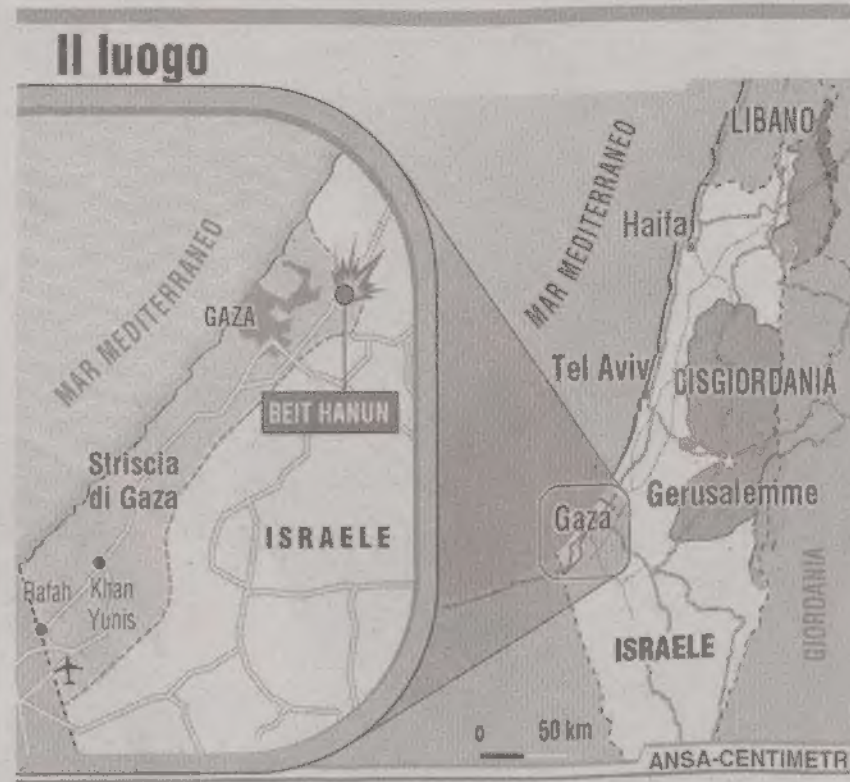 Il luogo
MAR MEDITERRANEO
GAZA
BEIT HANUN
Striscia
di Gaza
ISRAELE
Rafah
Khan
Yunis
LIBANO
MAR MEDITERRANEO
Haifa
Tel Aviv
CISGIORDANIA
Gerusalemme
Gaza
GIORDANIA
ISRAELE
0 50 km
ANSA-CENTIMETR